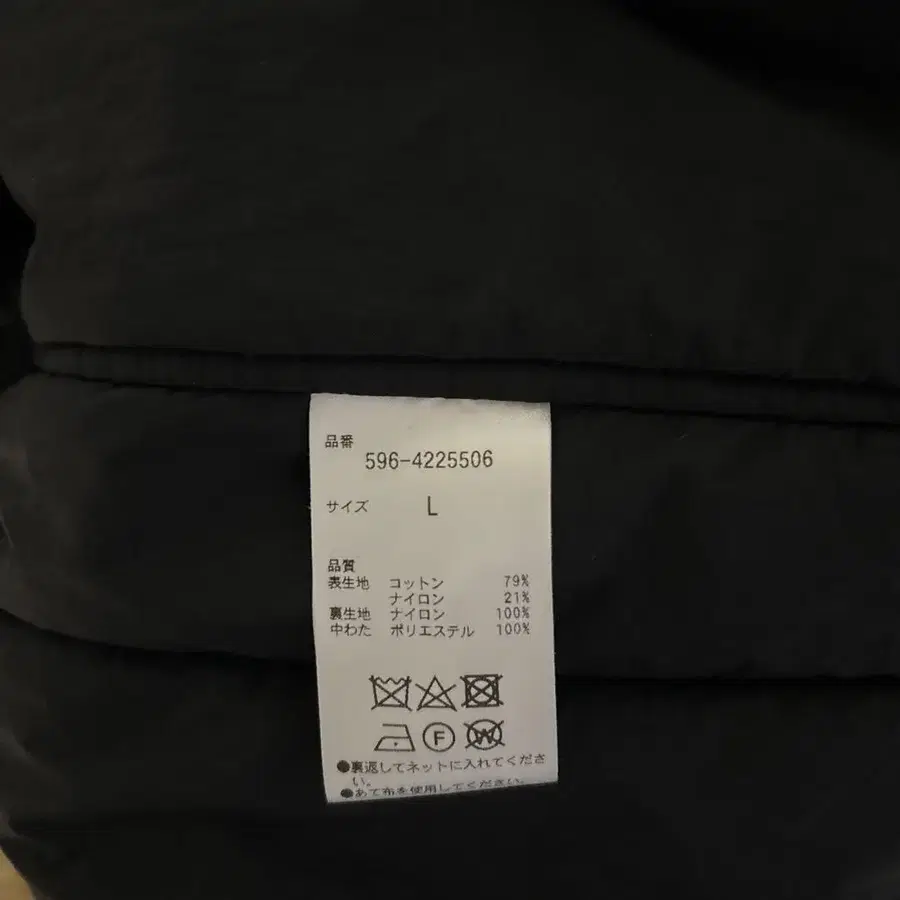 品番
596-4225506
サイズ L
品質
表生地 コットン 79%
ナイロン 21%
裏生地 ナイロン 100%
中わた ポリエステル 100%
F W
●裏返してネットに入れてくださ
い。
●あて布を使用してください。